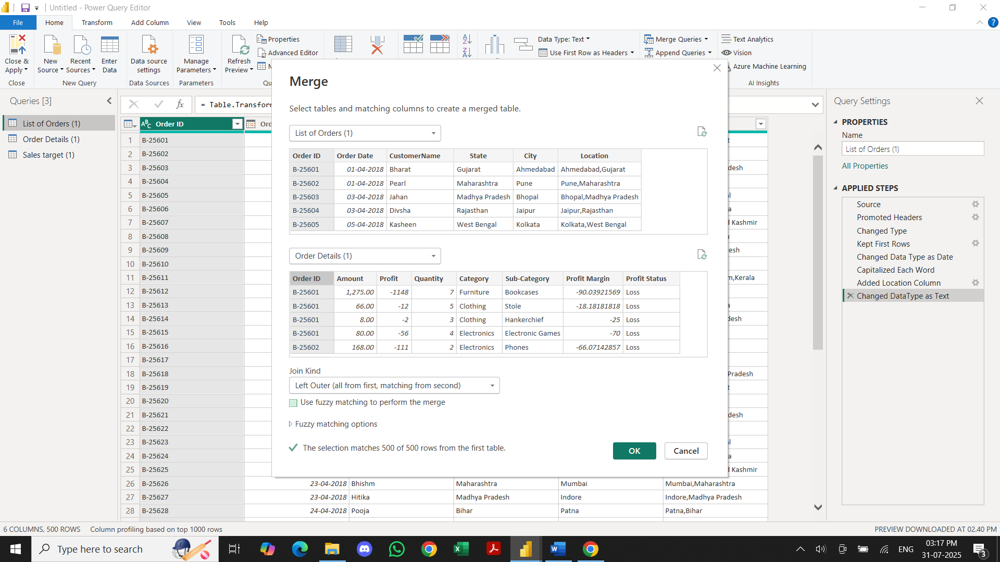 Untitled - Power Query Editor
File Home Transform Add Column View Tools Help
Close & Apply
New Source
Recent Sources
Enter Data
Data source settings
Manage Parameters
Refresh Preview
Properties
Advanced Editor
Data Type: Text
Use First Row as Headers
Merge Queries
Append Queries
Text Analytics
Vision
Azure Machine Learning
Close
New Query
Data Sources
Parameters
AI Insights
Queries [3]
List of Orders (1)
Order Details (1)
Sales target (1)
fx
Order ID
1 B-25601
2 B-25602
3 B-25603
4 B-25604
5 B-25605
6 B-25606
7 B-25607
8 B-25608
9 B-25609
10 B-25610
11 B-25611
12 B-25612
13 B-25613
14 B-25614
15 B-25615
16 B-25616
17 B-25617
18 B-25618
19 B-25619
20 B-25620
21 B-25621
22 B-25622
23 B-25623
24 B-25624
25 B-25625
26 B-25626 23-04-2018 Bhishm Maharashtra Mumbai Mumbai,Maharashtra
27 B-25627 23-04-2018 Hitika Madhya Pradesh Indore Indore,Madhya Pradesh
28 B-25628 24-04-2018 Pooja Bihar Patna Patna,Bihar
Merge
Select tables and matching columns to create a merged table.
List of Orders (1)
Order ID Order Date CustomerName State City Location
B-25601 01-04-2018 Bharat Gujarat Ahmedabad Ahmedabad,Gujarat
B-25602 01-04-2018 Pearl Maharashtra Pune Pune,Maharashtra
B-25603 03-04-2018 Jahan Madhya Pradesh Bhopal Bhopal,Madhya Pradesh
B-25604 03-04-2018 Divsha Rajasthan Jaipur Jaipur,Rajasthan
B-25605 05-04-2018 Kasheen West Bengal Kolkata Kolkata,West Bengal
Order Details (1)
Order ID Amount Profit Quantity Category Sub-Category Profit Margin Profit Status
B-25601 1,275.00 -1148 7 Furniture Bookcases -90.03921569 Loss
B-25601 66.00 -12 5 Clothing Stole -18.18181818 Loss
B-25601 8.00 -2 3 Clothing Hankerchief -25 Loss
B-25601 80.00 -56 4 Electronics Electronic Games -70 Loss
B-25602 168.00 -111 2 Electronics Phones -66.07142857 Loss
Join Kind
Left Outer (all from first, matching from second)
Use fuzzy matching to perform the merge
Fuzzy matching options
The selection matches 500 of 500 rows from the first table.
OK Cancel
Query Settings
PROPERTIES
Name
List of Orders (1)
All Properties
APPLIED STEPS
Source
Promoted Headers
Changed Type
Kept First Rows
Changed Data Type as Date
Capitalized Each Word
Added Location Column
Changed DataType as Text
6 COLUMNS, 500 ROWS Column profiling based on top 1000 rows
PREVIEW DOWNLOADED AT 02.40 PM
Type here to search
ENG
03:17 PM
31-07-2025
3